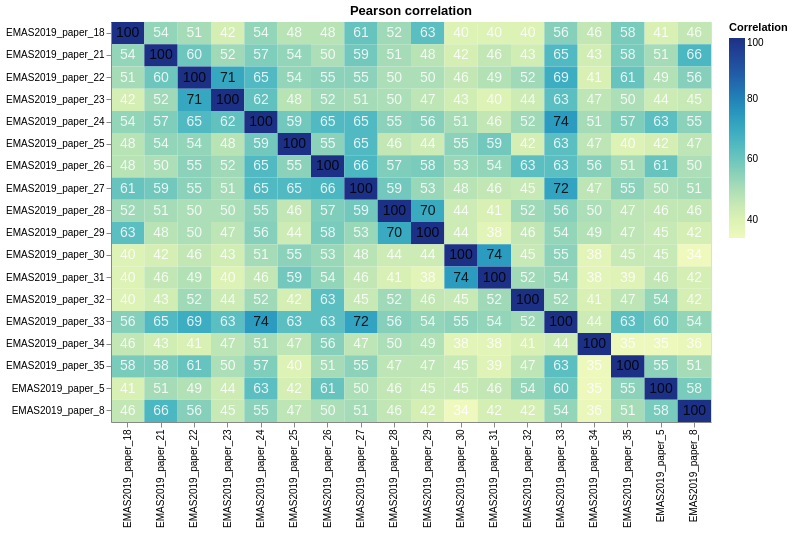 Pearson correlation
EMAS2019_paper_18 100 54 51 42 54 48 48 61 52 63 40 40 40 56 46 58 41 46
EMAS2019_paper_21 54 100 60 52 57 54 50 59 51 48 42 46 43 65 43 58 51 66
EMAS2019_paper_22 51 60 100 71 65 54 55 55 50 50 46 49 52 69 41 61 49 56
EMAS2019_paper_23 42 52 71 100 62 48 52 51 50 47 43 40 44 63 47 50 44 45
EMAS2019_paper_24 54 57 65 62 100 59 65 65 55 56 51 46 52 74 51 57 63 55
EMAS2019_paper_25 48 54 54 48 59 100 55 65 46 44 55 59 42 63 47 40 42 47
EMAS2019_paper_26 48 50 55 52 65 55 100 66 57 58 53 54 63 63 56 51 61 50
EMAS2019_paper_27 61 59 55 51 65 65 66 100 59 53 48 46 45 72 47 55 50 51
EMAS2019_paper_28 52 51 50 50 55 46 57 59 100 70 44 41 52 56 50 47 46 46
EMAS2019_paper_29 63 48 50 47 56 44 58 53 70 100 44 38 46 54 49 47 45 42
EMAS2019_paper_30 40 42 46 43 51 55 53 48 44 44 100 74 45 55 38 45 45 34
EMAS2019_paper_31 40 46 49 40 46 59 54 46 41 38 74 100 52 54 38 39 46 42
EMAS2019_paper_32 40 43 52 44 52 42 63 45 52 46 45 52 100 52 41 47 54 42
EMAS2019_paper_33 56 65 69 63 74 63 63 72 56 54 55 54 52 100 44 63 60 54
EMAS2019_paper_34 46 43 41 47 51 47 56 47 50 49 38 38 41 44 100 35 35 36
EMAS2019_paper_35 58 58 61 50 57 40 51 55 47 47 45 39 47 63 35 100 55 51
EMAS2019_paper_5 41 51 49 44 63 42 61 50 46 45 45 46 54 60 35 55 100 58
EMAS2019_paper_8 46 66 56 45 55 47 50 51 46 42 34 42 42 54 36 51 58 100
EMAS2019_paper_18
EMAS2019_paper_21
EMAS2019_paper_22
EMAS2019_paper_23
EMAS2019_paper_24
EMAS2019_paper_25
EMAS2019_paper_26
EMAS2019_paper_27
EMAS2019_paper_28
EMAS2019_paper_29
EMAS2019_paper_30
EMAS2019_paper_31
EMAS2019_paper_32
EMAS2019_paper_33
EMAS2019_paper_34
EMAS2019_paper_35
EMAS2019_paper_5
EMAS2019_paper_8
Correlation
100
80
60
40